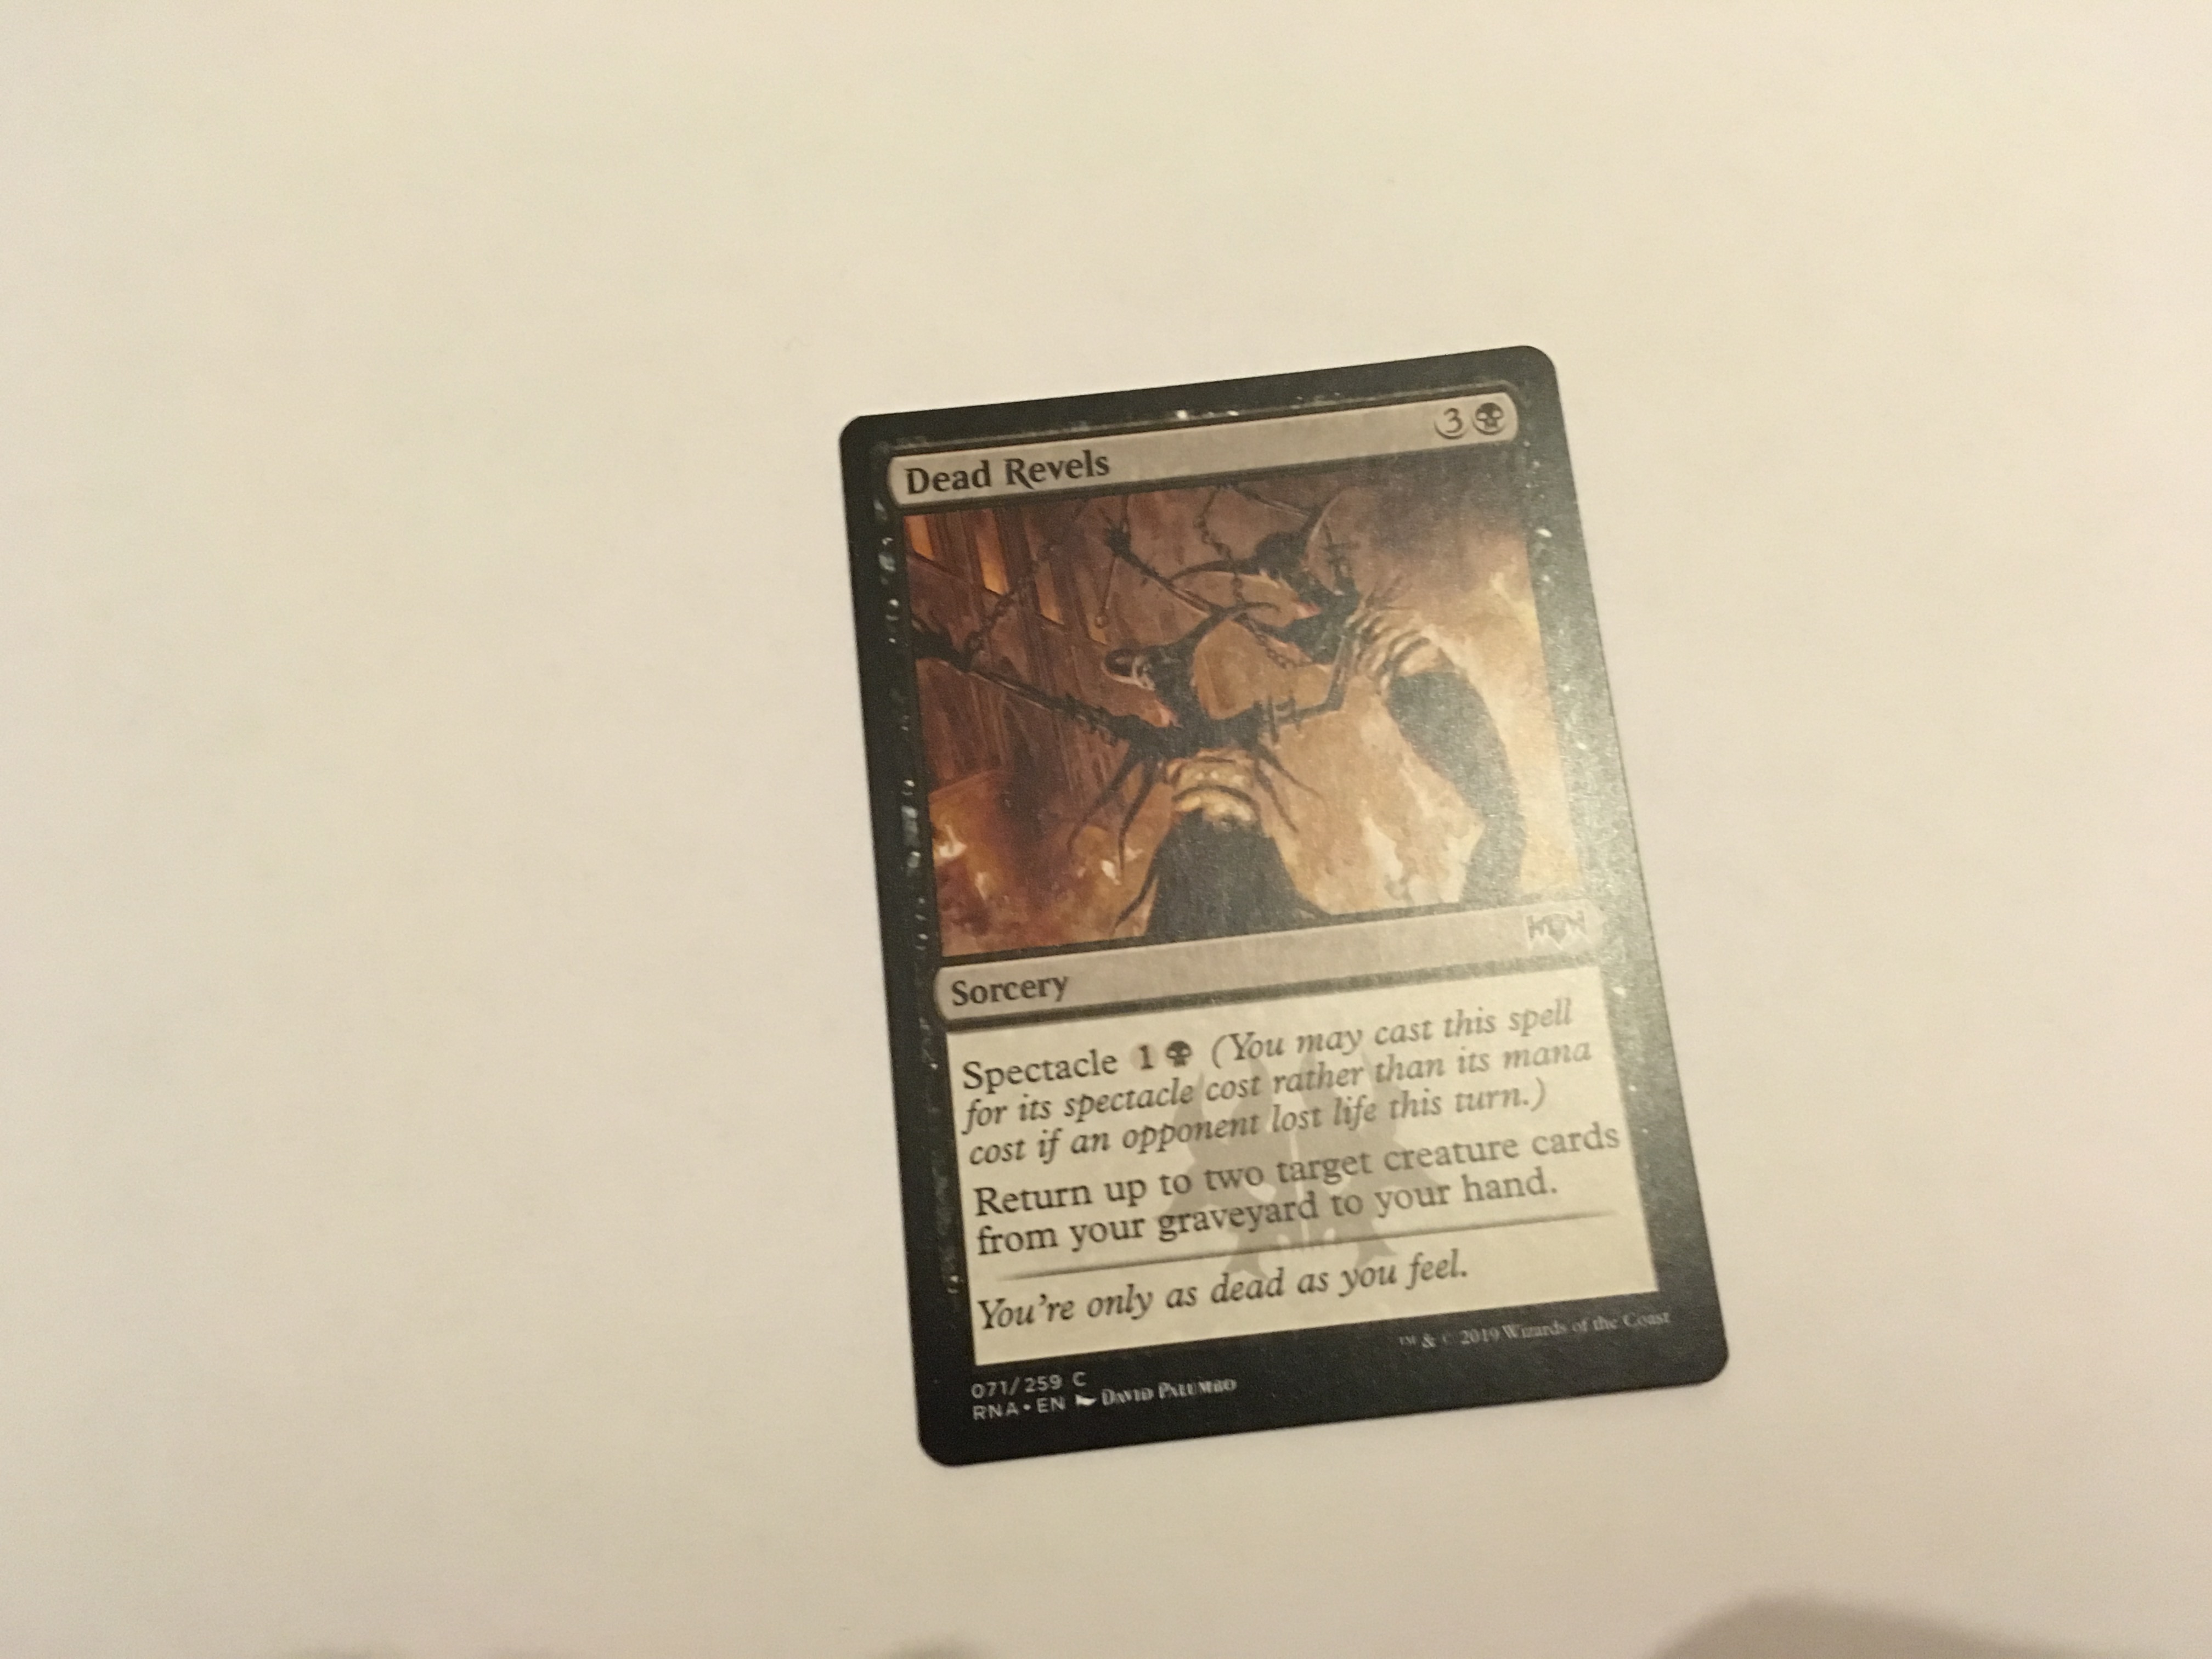 Dead Revels 3
Sorcery
Spectacle 1 (You may cast this spell
for its spectacle cost rather than its mana
cost if an opponent lost life this turn.)
Return up to two target creature cards
from your graveyard to your hand.
You're only as dead as you feel.
071/259 C
RNA • EN David Palumbo
™ & © 2019 Wizards of the Coast